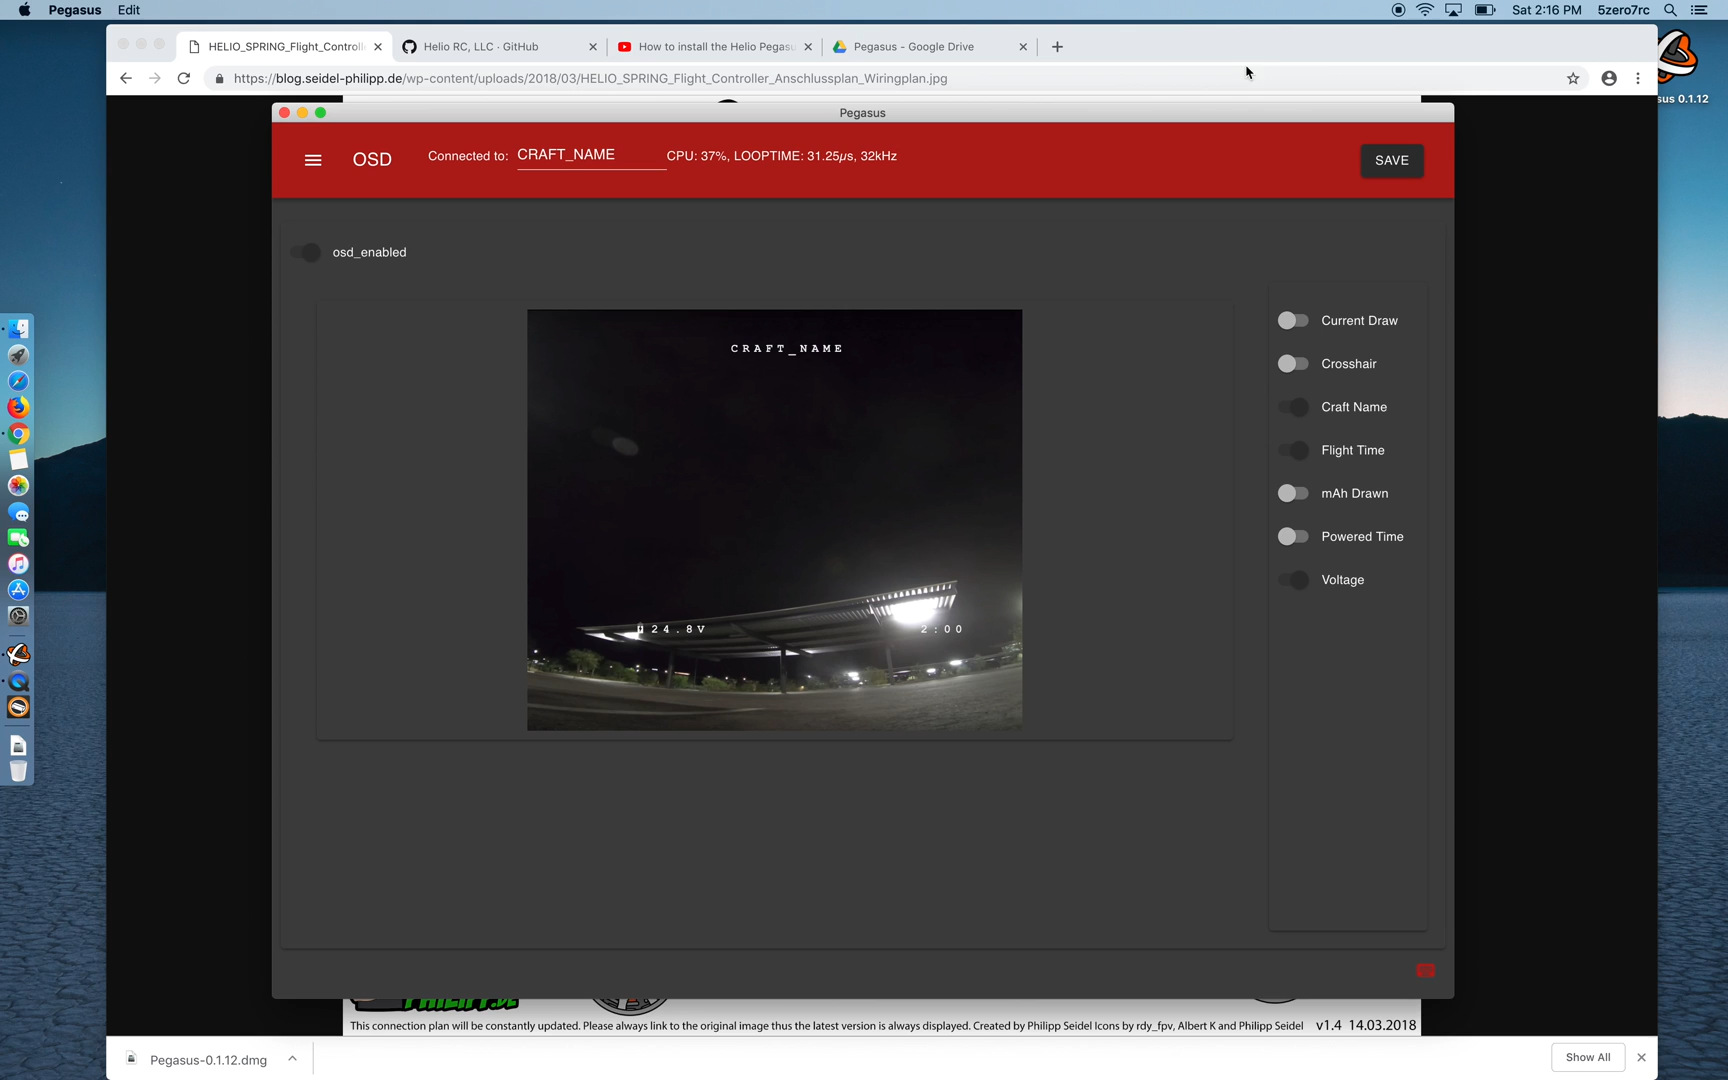 Pegasus Edit Sat 2:16 PM 5zero7rc
HELIO_SPRING_Flight_Controll Helio RC, LLC · GitHub How to install the Helio Pegasu Pegasus - Google Drive
https://blog.seidel-philipp.de/wp-content/uploads/2018/03/HELIO_SPRING_Flight_Controller_Anschlussplan_Wiringplan.jpg
sus 0.1.12
Pegasus
OSD Connected to: CRAFT_NAME CPU: 37%, LOOPTIME: 31.25µs, 32kHz SAVE
osd_enabled
CRAFT_NAME
24.8V 2:00
Current Draw
Crosshair
Craft Name
Flight Time
mAh Drawn
Powered Time
Voltage
PHILIPP.DE
This connection plan will be constantly updated. Please always link to the original image thus the latest version is always displayed. Created by Philipp Seidel Icons by rdy_fpv, Albert K and Philipp Seidel v1.4 14.03.2018
Pegasus-0.1.12.dmg Show All